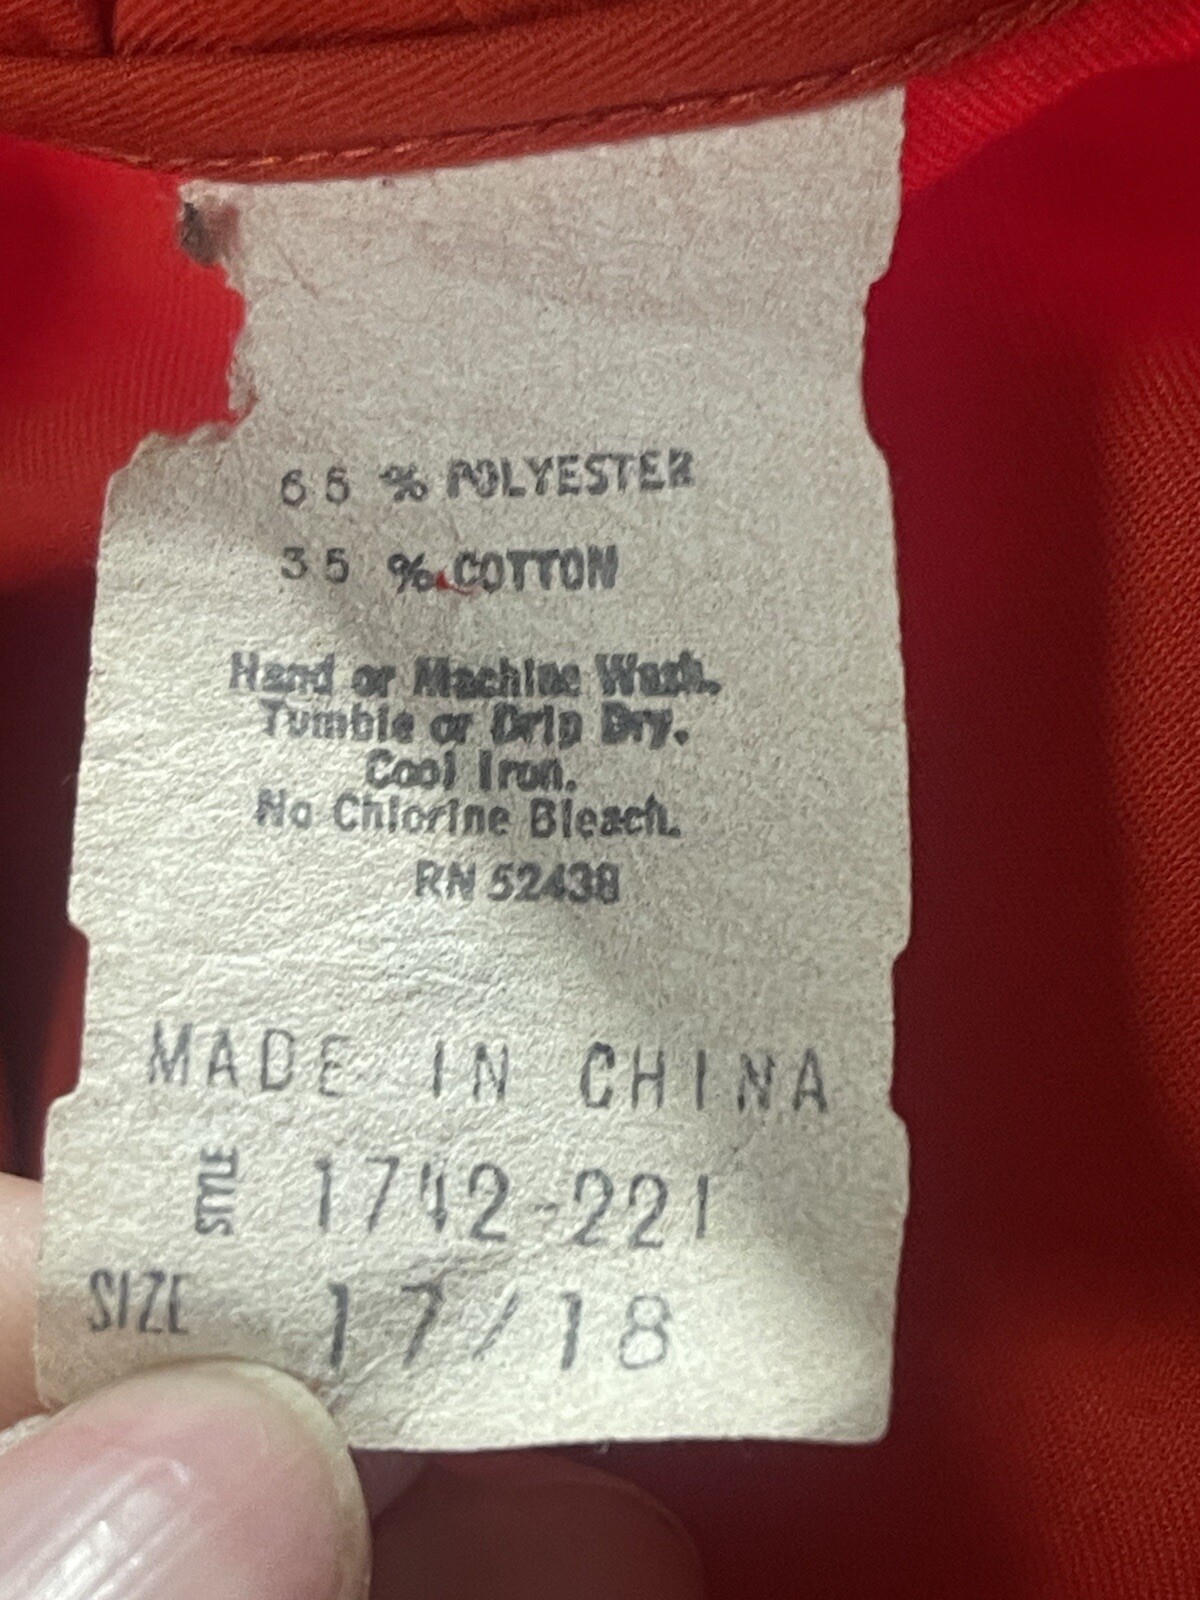 65 % POLYESTER
35 % COTTON
Hand or Machine Wash.
Tumble or Drip Dry.
Cool Iron.
No Chlorine Bleach.
RN 52438
MADE IN CHINA
STYLE 1742-221
SIZE 17/18